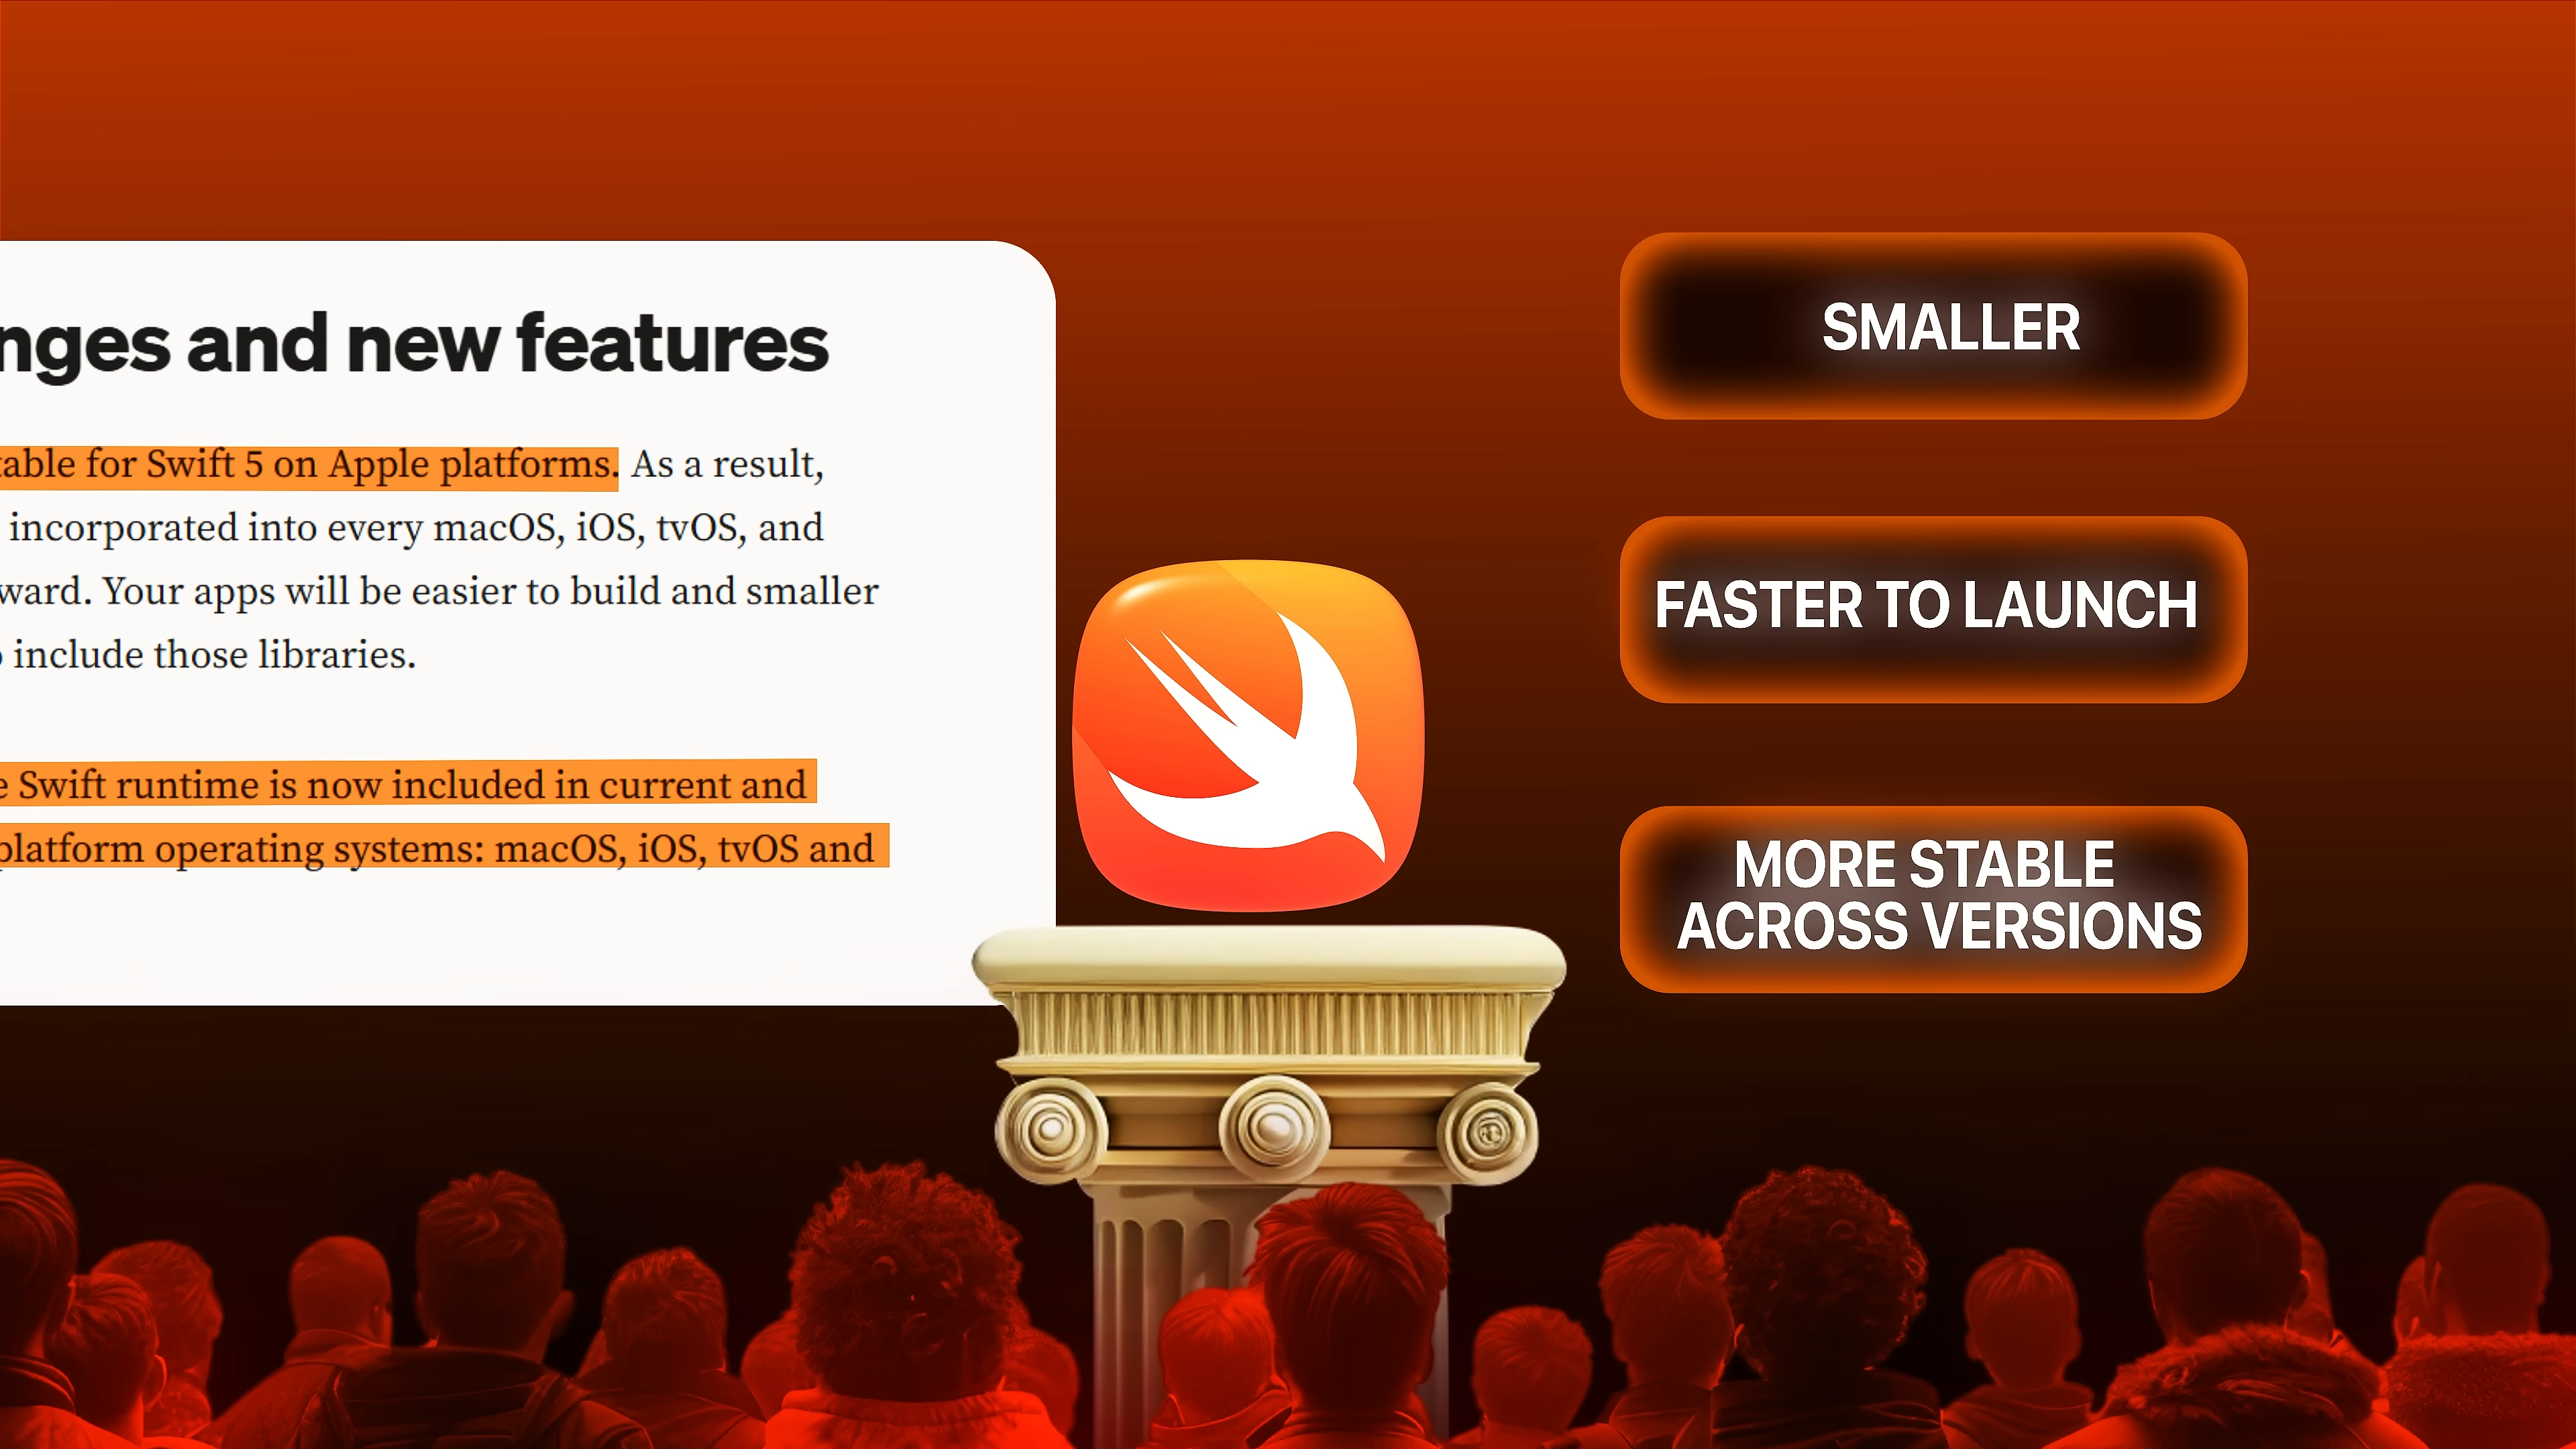 nges and new features
table for Swift 5 on Apple platforms. As a result,
incorporated into every macOS, iOS, tvOS, and
ward. Your apps will be easier to build and smaller
include those libraries.
Swift runtime is now included in current and
platform operating systems: macOS, iOS, tvOS and
SMALLER
FASTER TO LAUNCH
MORE STABLE
ACROSS VERSIONS